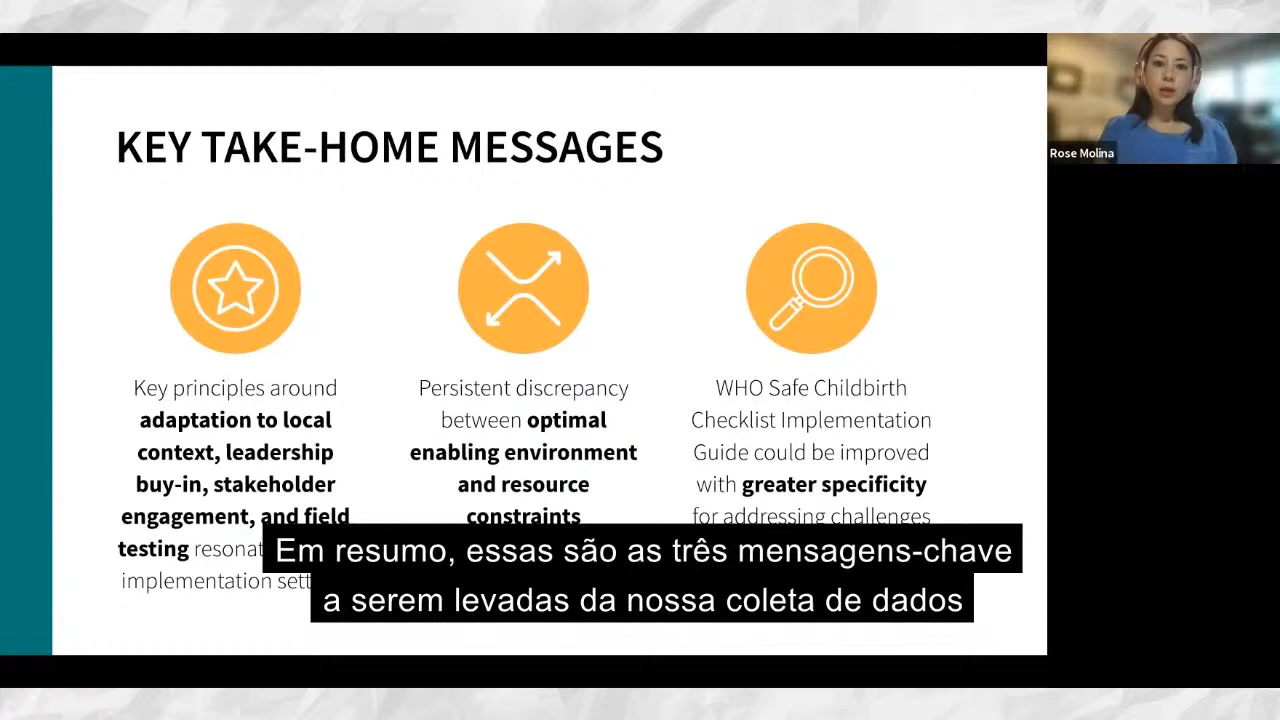 KEY TAKE-HOME MESSAGES
Rose Molina
Key principles around
adaptation to local
context, leadership
buy-in, stakeholder
engagement, and field
testing
implementation
Persistent discrepancy
between optimal
enabling environment
and resource
constraints
WHO Safe Childbirth
Checklist Implementation
Guide could be improved
with greater specificity
for addressing challenges
Em resumo, essas são as três mensagens-chave
a serem levadas da nossa coleta de dados